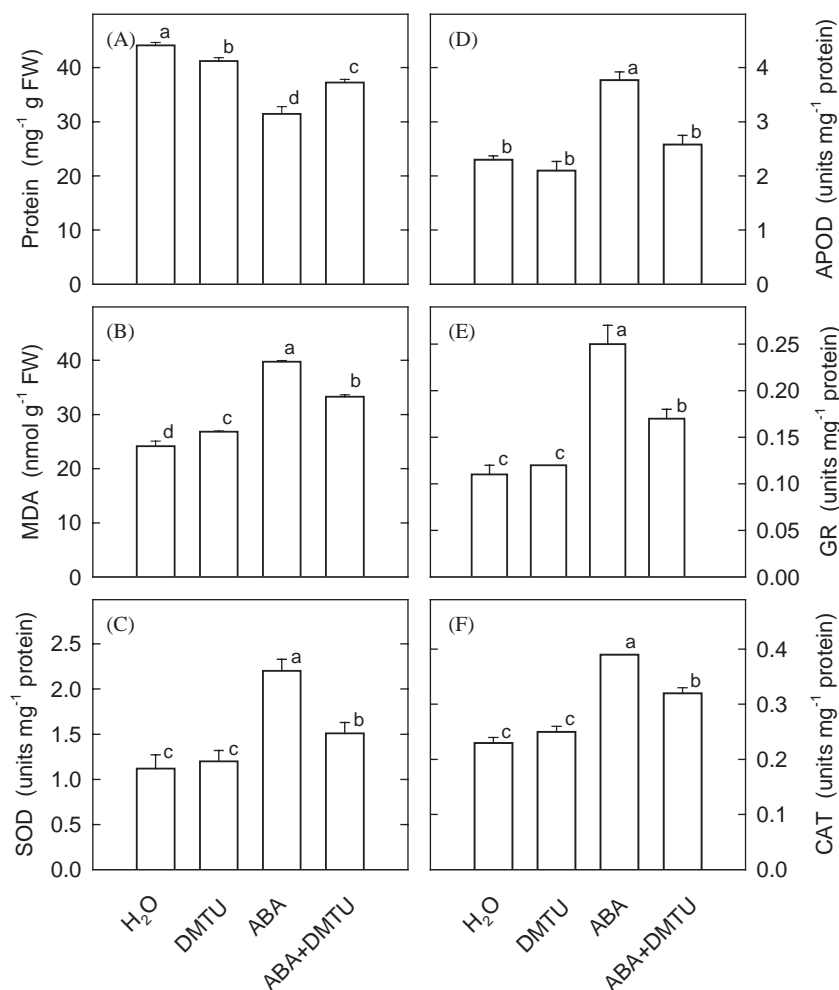 (A)
Protein (mg⁻¹ g FW)
40
30
20
10
0
a
b
d
c
(D)
APOD (units mg⁻¹ protein)
4
3
2
1
0
b
b
a
b
(B)
MDA (nmol g⁻¹ FW)
40
30
20
10
0
d
c
a
b
(E)
GR (units mg⁻¹ protein)
0.25
0.20
0.15
0.10
0.05
0.00
c
c
a
b
(C)
SOD (units mg⁻¹ protein)
2.5
2.0
1.5
1.0
0.5
0.0
c
c
a
b
(F)
CAT (units mg⁻¹ protein)
0.4
0.3
0.2
0.1
0.0
c
c
a
b
H₂O
DMTU
ABA
ABA+DMTU
H₂O
DMTU
ABA
ABA+DMTU